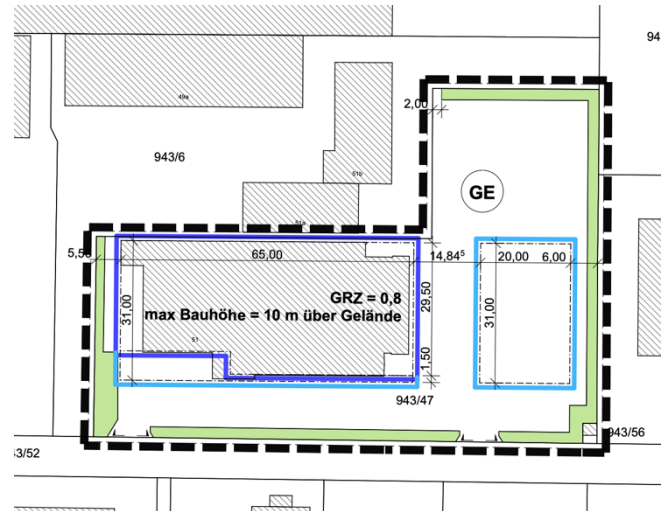 94
49a
2,00
943/6
51b
GE
51a
5,50
65,00
14,84⁵
20,00
6,00
GRZ = 0,8
max Bauhöhe = 10 m über Gelände
31,00
29,50
31,00
51
1,50
943/47
943/56
43/52